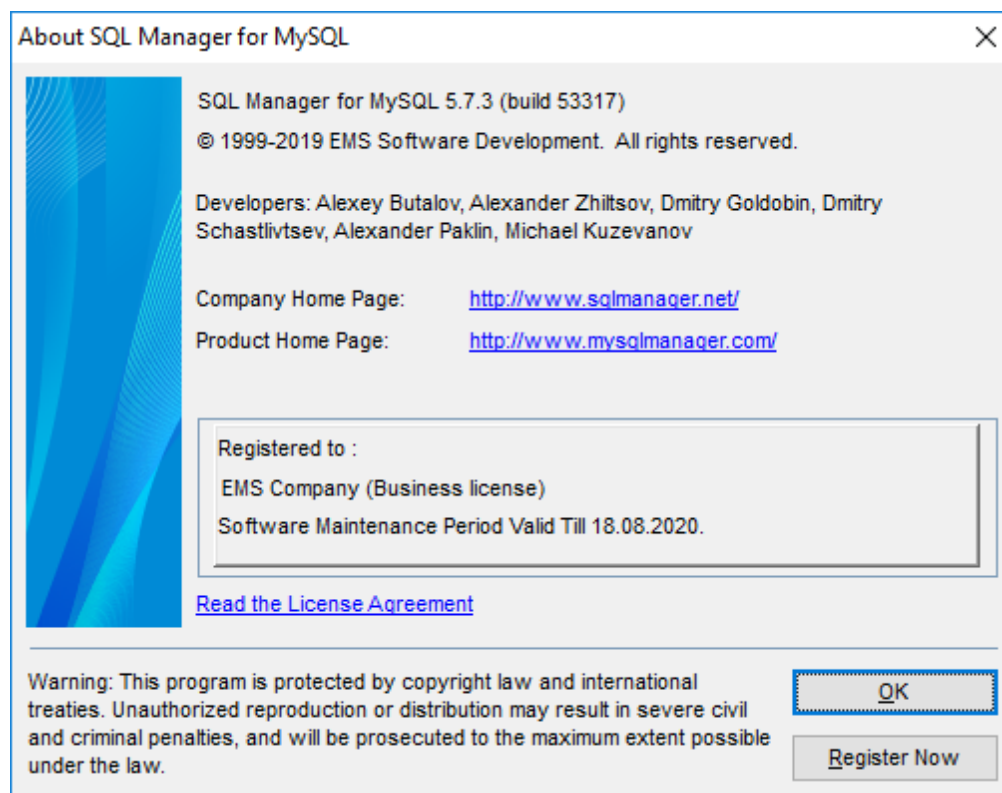 About SQL Manager for MySQL
SQL Manager for MySQL 5.7.3 (build 53317)
© 1999-2019 EMS Software Development.  All rights reserved.
Developers: Alexey Butalov, Alexander Zhiltsov, Dmitry Goldobin, Dmitry
Schastlivtsev, Alexander Paklin, Michael Kuzevanov
Company Home Page: http://www.sqlmanager.net/
Product Home Page: http://www.mysqlmanager.com/
Registered to :
EMS Company (Business license)
Software Maintenance Period Valid Till 18.08.2020.
Read the License Agreement
Warning: This program is protected by copyright law and international
treaties. Unauthorized reproduction or distribution may result in severe civil
and criminal penalties, and will be prosecuted to the maximum extent possible
under the law.
OK
Register Now